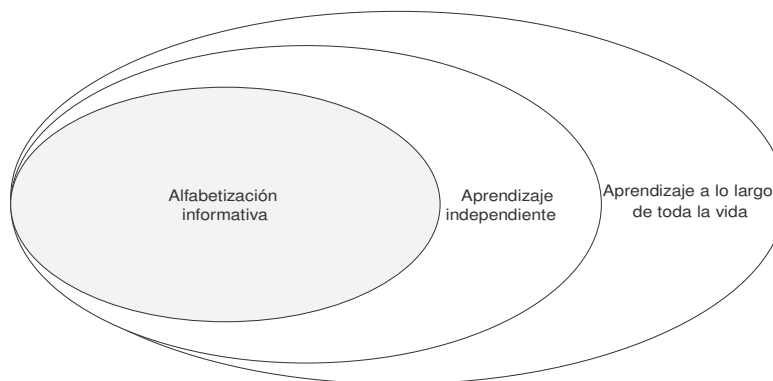 Alfabetización
informativa
Aprendizaje
independiente
Aprendizaje a lo largo
de toda la vida